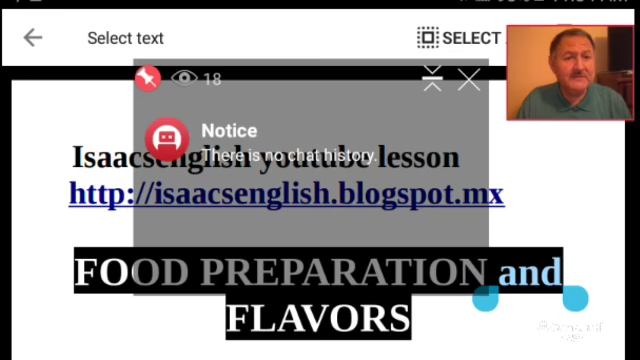 Select text
SELECT
18
Notice
There is no chat history.
Isaacsenglish youtube lesson
http://isaacsenglish.blogspot.mx
FOOD PREPARATION and
FLAVORS